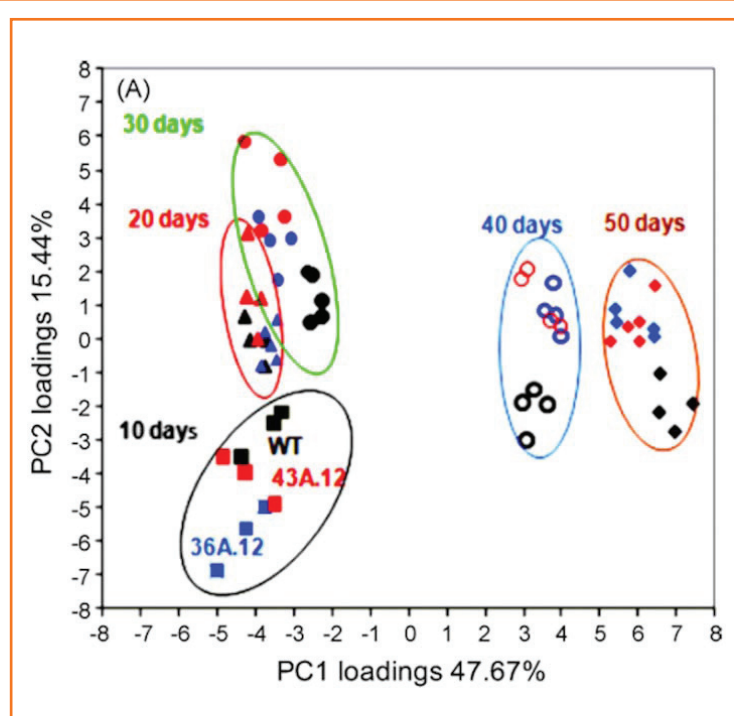 (A)
30 days
20 days
40 days
50 days
10 days
WT
43A.12
36A.12
8
7
6
5
4
3
2
1
0
-1
-2
-3
-4
-5
-6
-7
-8
PC2 loadings 15.44%
-8 -7 -6 -5 -4 -3 -2 -1 0 1 2 3 4 5 6 7 8
PC1 loadings 47.67%